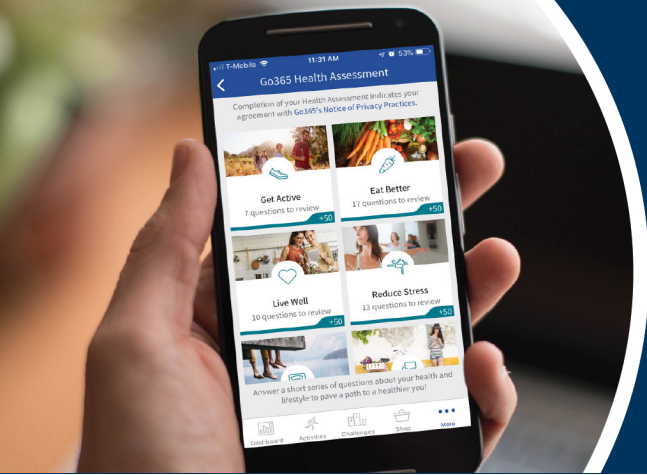 T-Mobile
11:31 AM
53%
Go365 Health Assessment
Completion of your Health Assessment indicates your
agreement with Go365's Notice of Privacy Practices.
Get Active
7 questions to review
+50
Eat Better
17 questions to review
+50
Live Well
10 questions to review
+50
Reduce Stress
13 questions to review
+50
Answer a short series of questions about your health and
lifestyle to pave a path to a healthier you!
Dashboard
Activities
Challenges
Shop
More